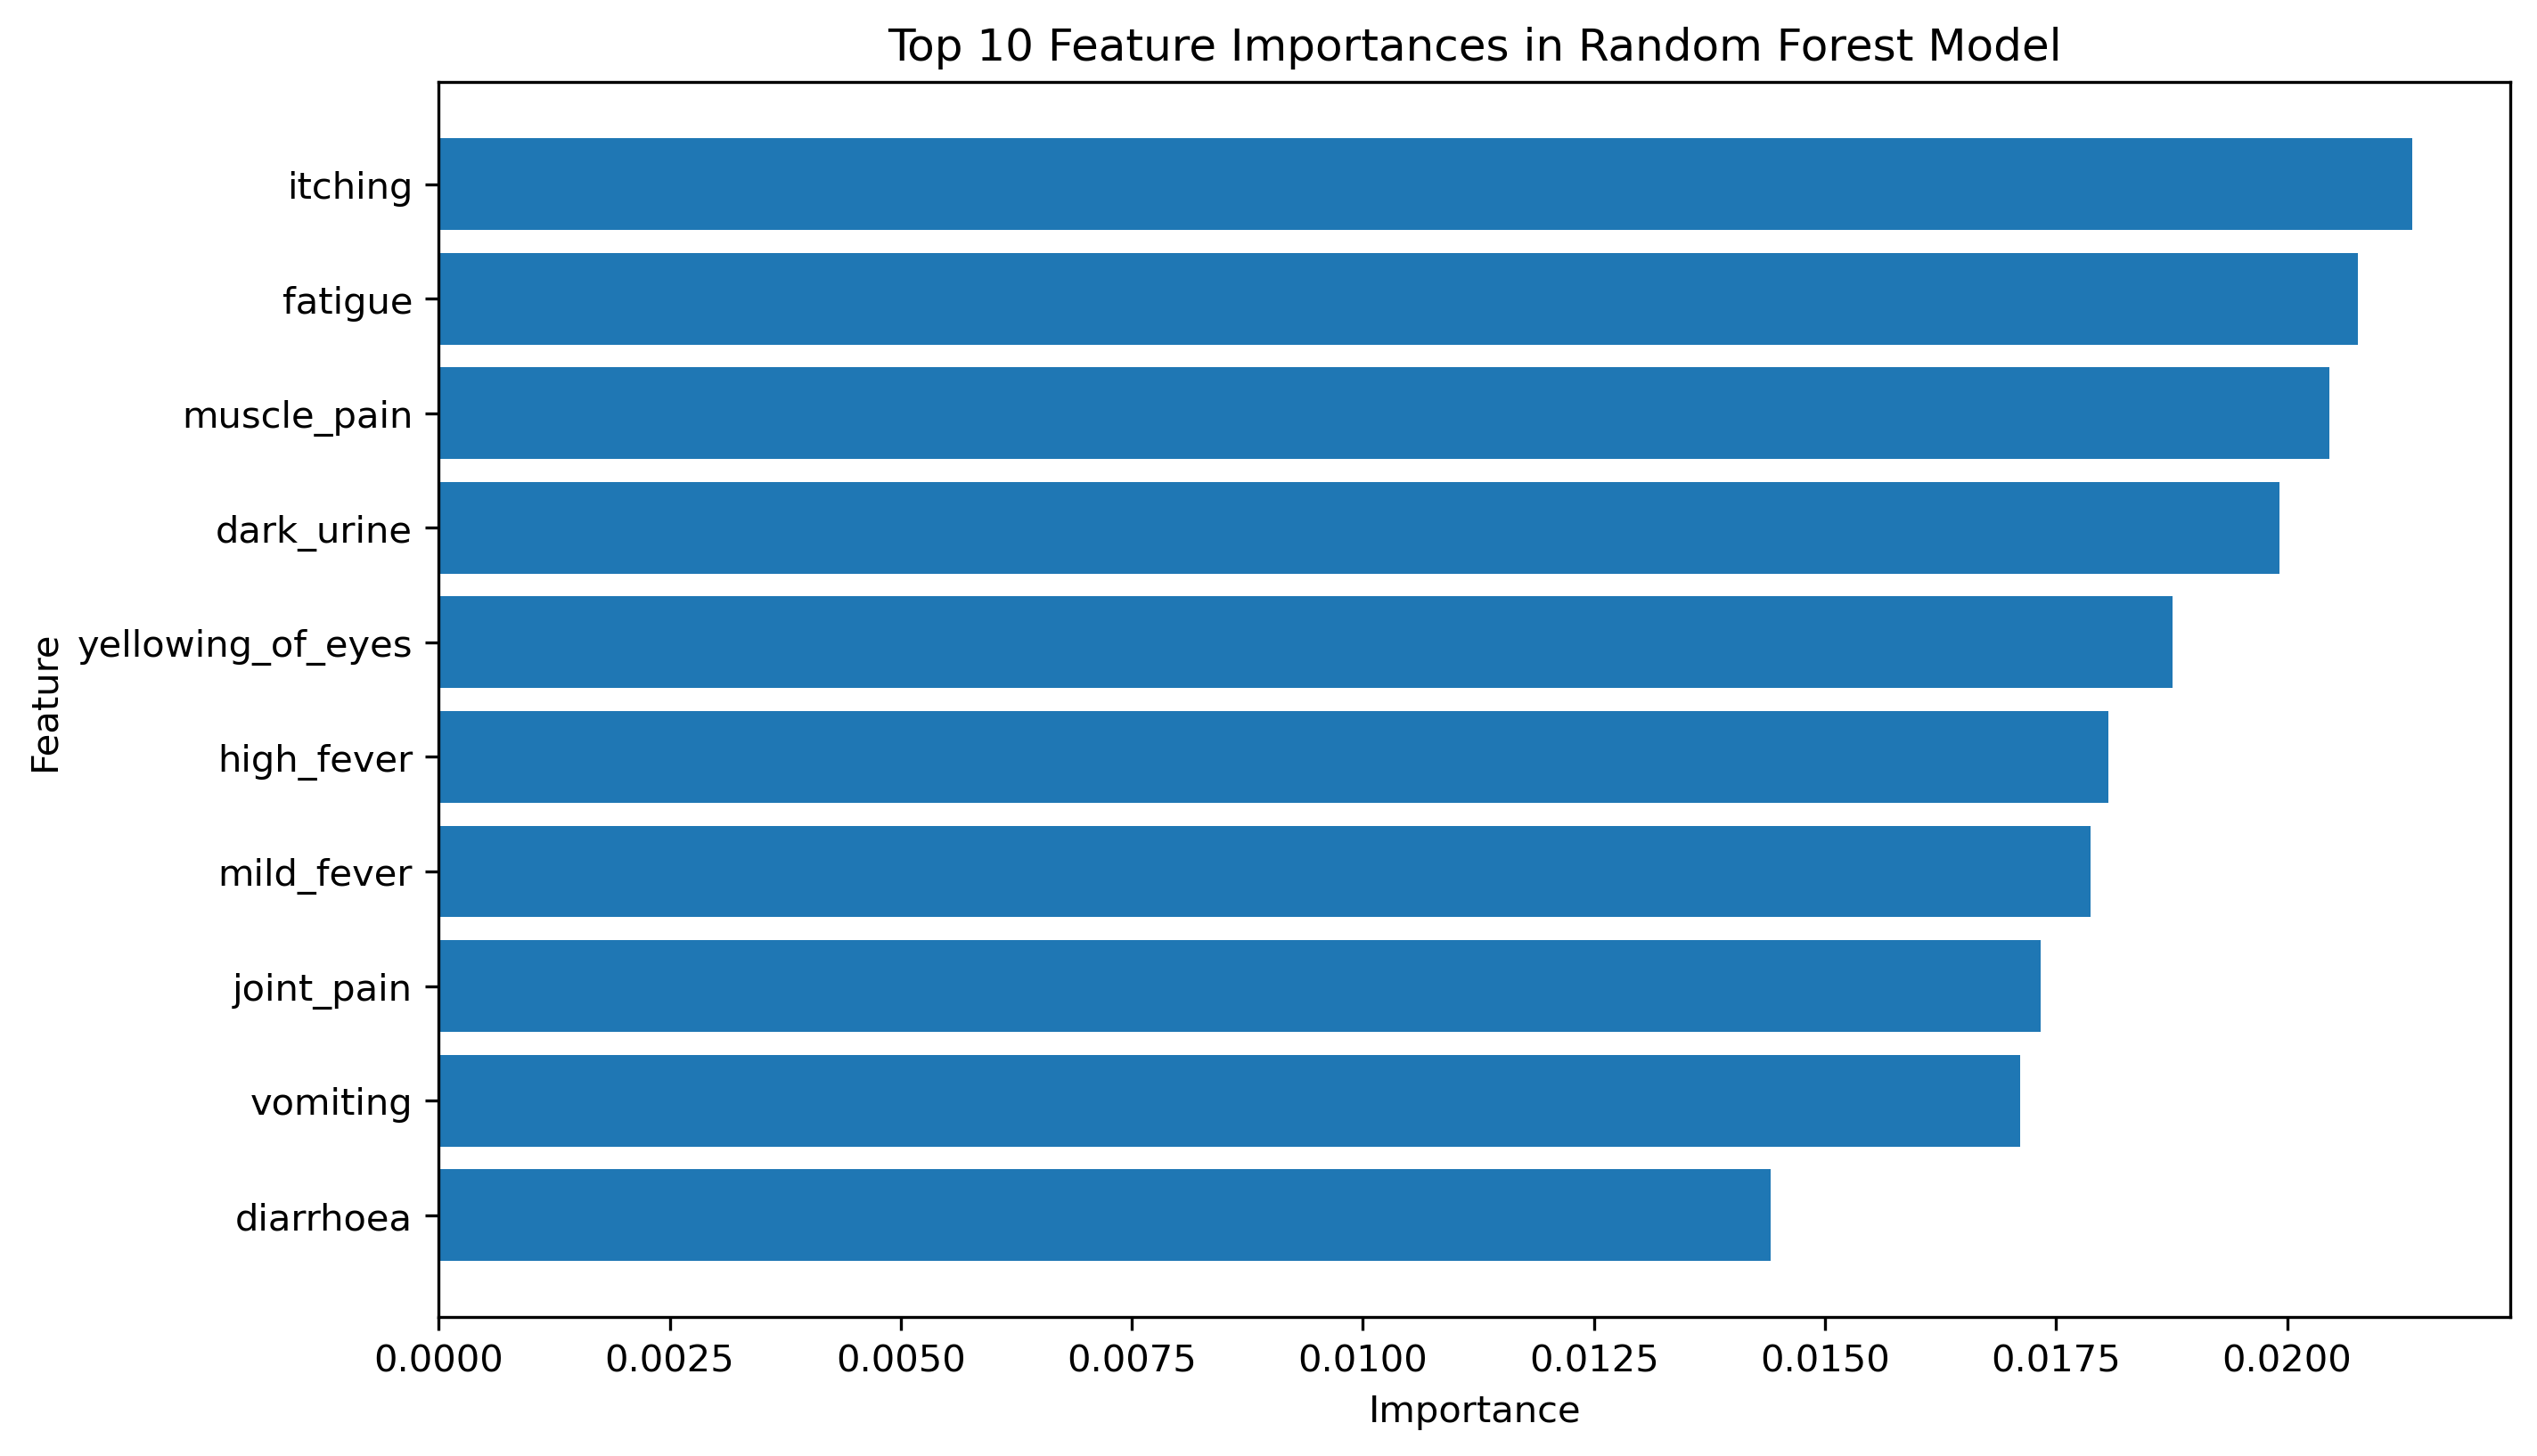 Top 10 Feature Importances in Random Forest Model
itching
fatigue
muscle_pain
dark_urine
yellowing_of_eyes
high_fever
mild_fever
joint_pain
vomiting
diarrhoea
Feature
0.0000 0.0025 0.0050 0.0075 0.0100 0.0125 0.0150 0.0175 0.0200
Importance